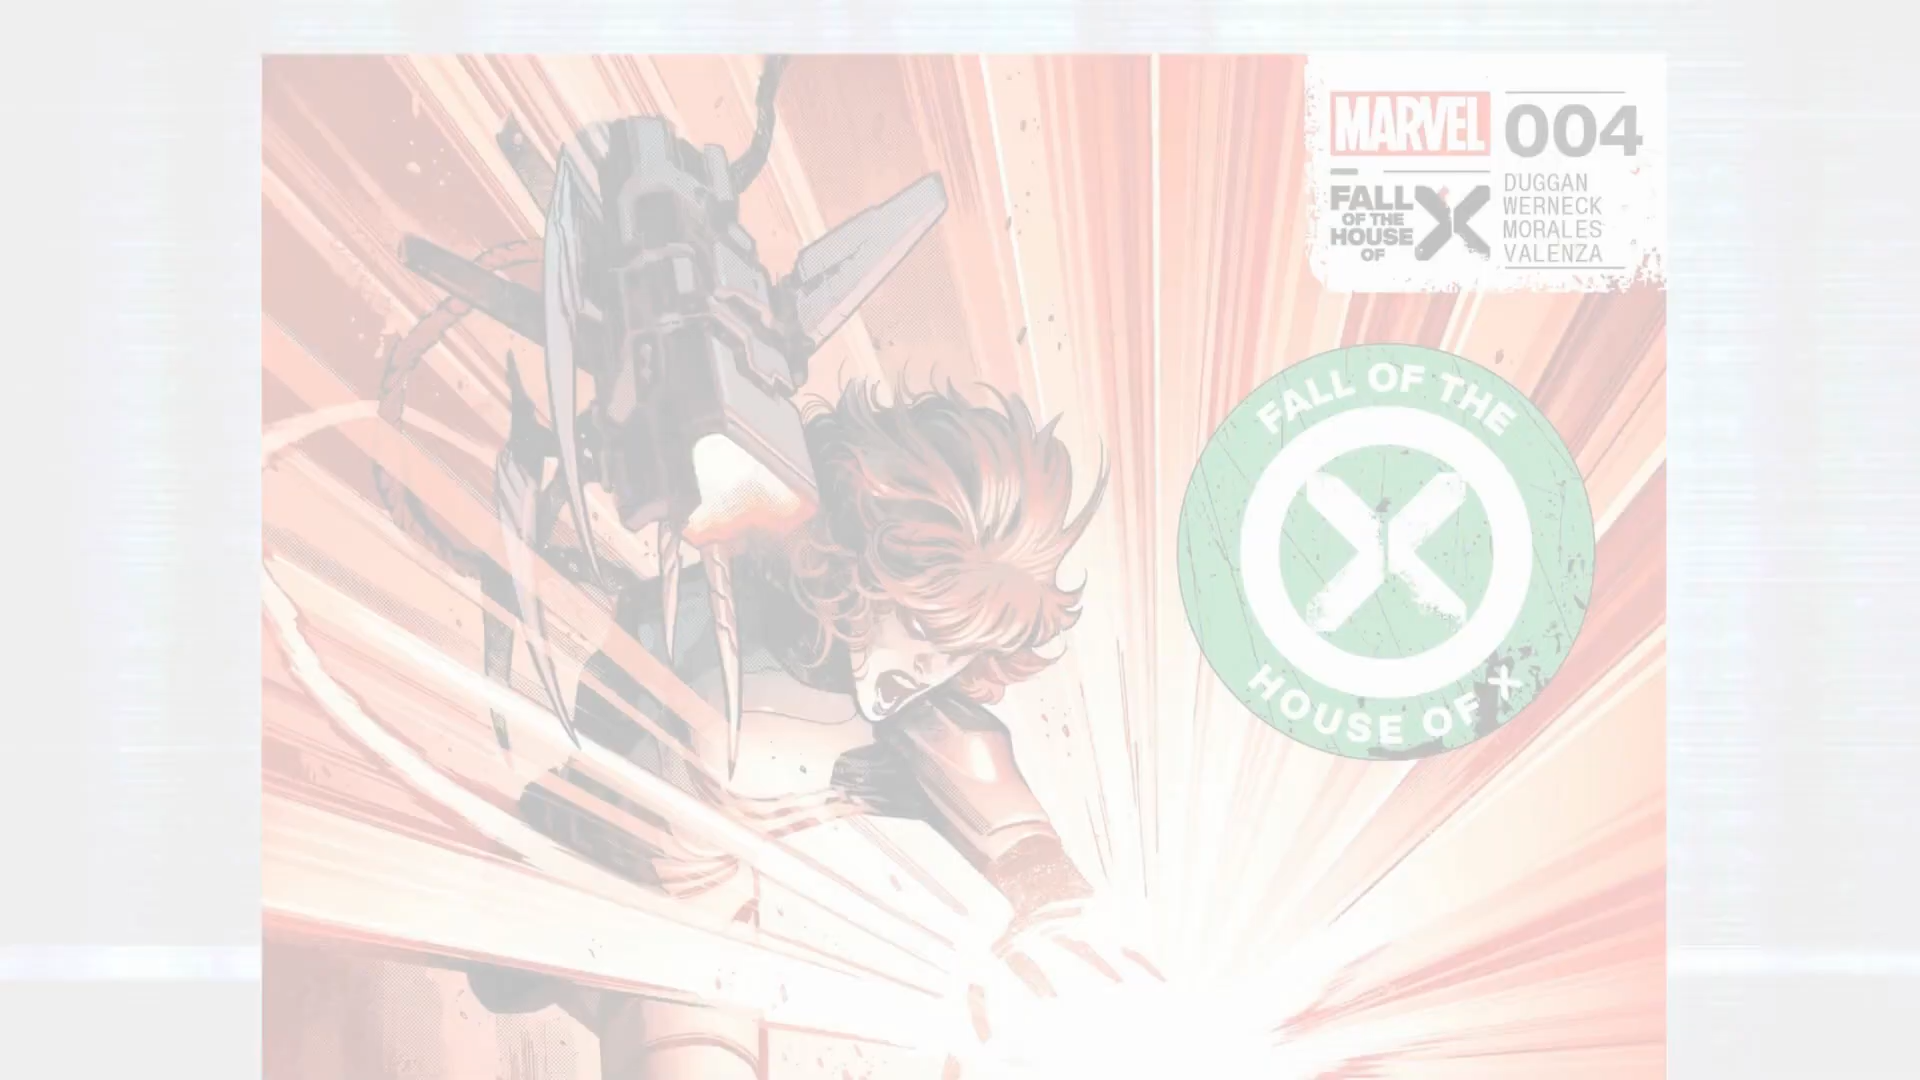 MARVEL
004
FALL
OF THE
HOUSE
OF
X
DUGGAN
WERNECK
MORALES
VALENZA
FALL OF THE
X
HOUSE OF X